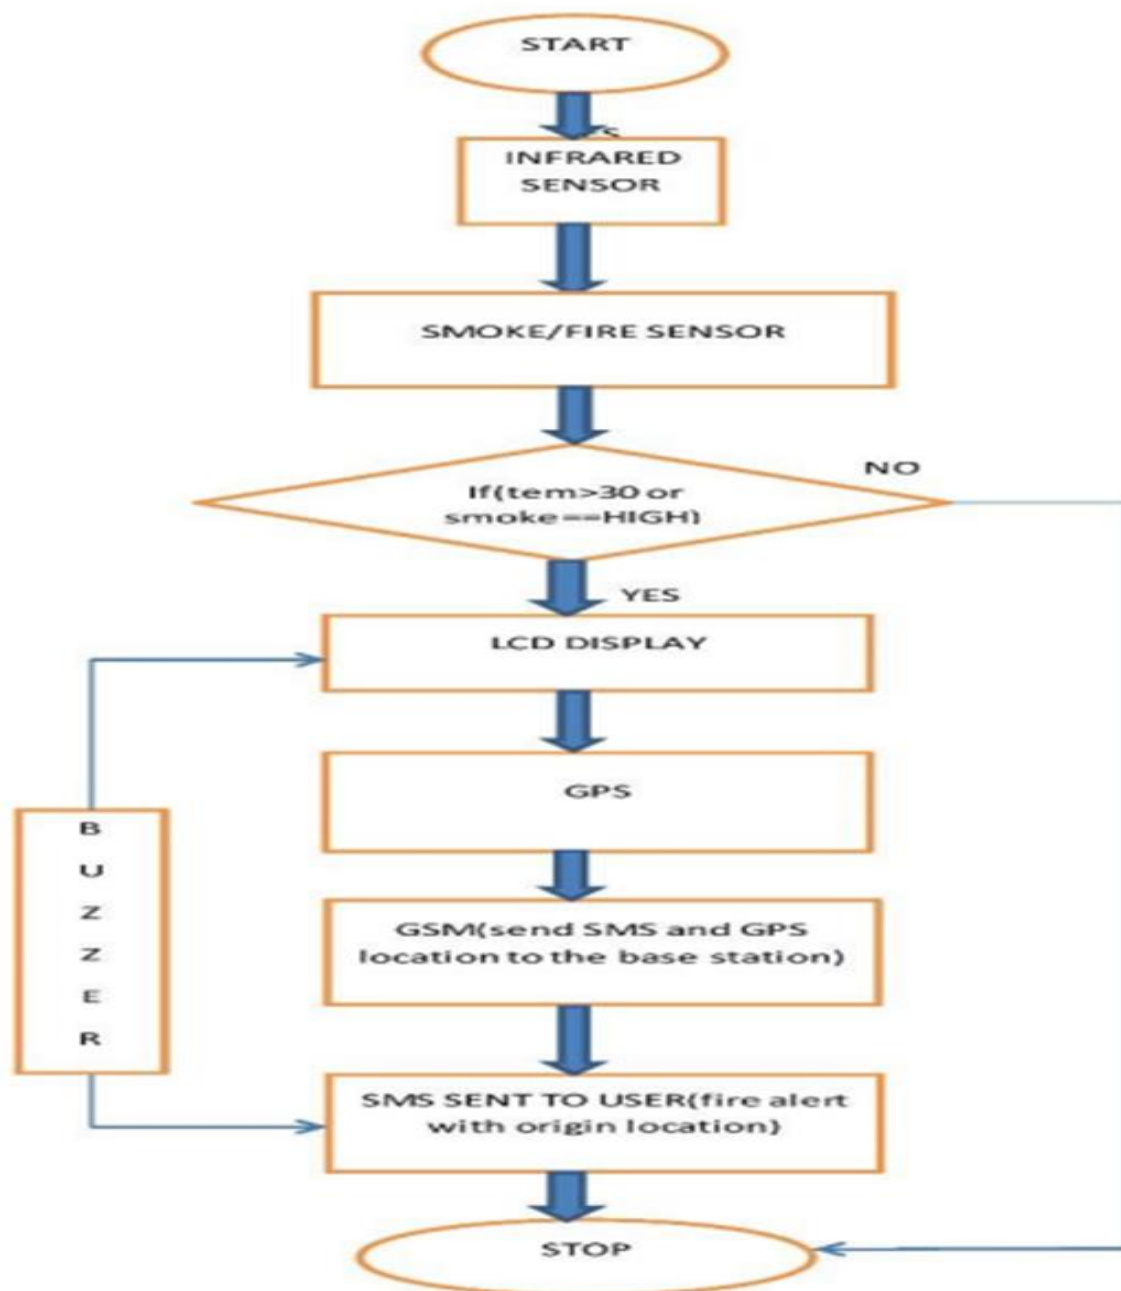 START
INFRARED
SENSOR
SMOKE/FIRE SENSOR
NO
If(tem>30 or
smoke==HIGH)
YES
LCD DISPLAY
GPS
B
U
Z
Z
E
R
GSM(send SMS and GPS
location to the base station)
SMS SENT TO USER(fire alert
with origin location)
STOP